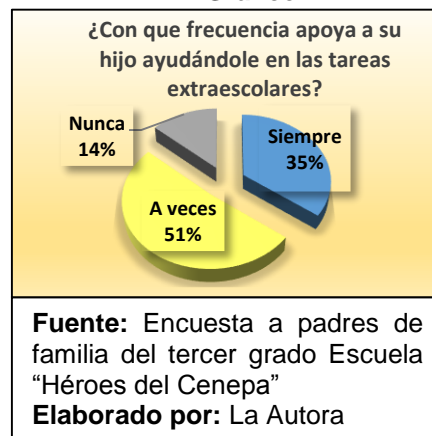 ¿Con que frecuencia apoya a su
hijo ayudándole en las tareas
extraescolares?
Nunca
14%
Siempre
35%
A veces
51%
Fuente: Encuesta a padres de
familia del tercer grado Escuela
“Héroes del Cenepa”
Elaborado por: La Autora